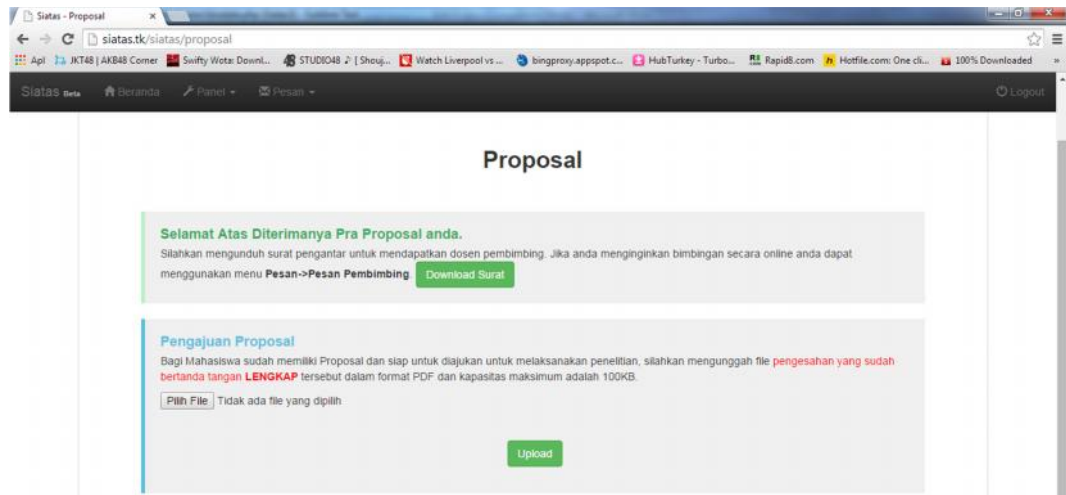 Siatas - Proposal
siatas.tk/siatas/proposal
Apl JKT48 | AKB48 Corner Swifty Wota: Downl... STUDIO48 ♪ [ Shouj... Watch Liverpool vs ... bingproxy.appspot.c... HubTurkey - Turbo... Rapid8.com Hotfile.com: One cli... 100% Downloaded »
Siatas Beta Beranda Panel Pesan Logout
Proposal
Selamat Atas Diterimanya Pra Proposal anda.
Silahkan mengunduh surat pengantar untuk mendapatkan dosen pembimbing. Jika anda menginginkan bimbingan secara online anda dapat
menggunakan menu Pesan->Pesan Pembimbing. Download Surat
Pengajuan Proposal
Bagi Mahasiswa sudah memiliki Proposal dan siap untuk diajukan untuk melaksanakan penelitian, silahkan mengunggah file pengesahan yang sudah
bertanda tangan LENGKAP tersebut dalam format PDF dan kapasitas maksimum adalah 100KB.
Pilih File Tidak ada file yang dipilih
Upload